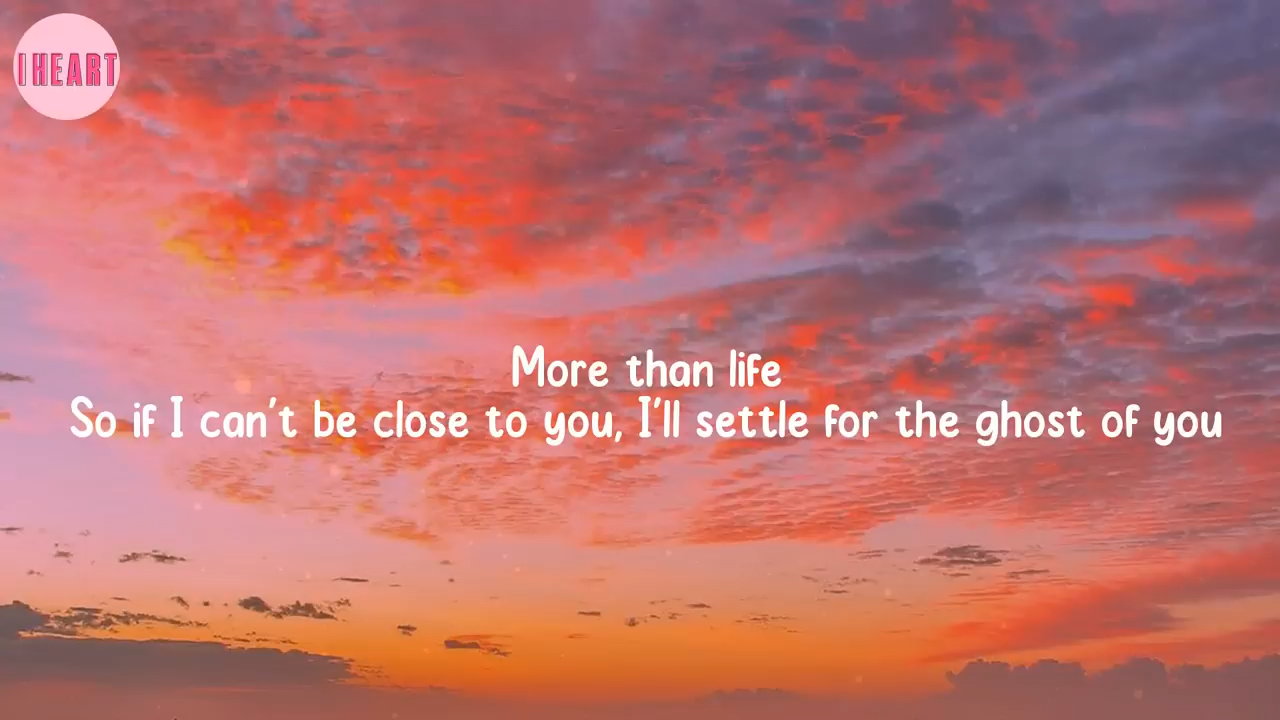 I HEART
More than life
So if I can't be close to you, I'll settle for the ghost of you